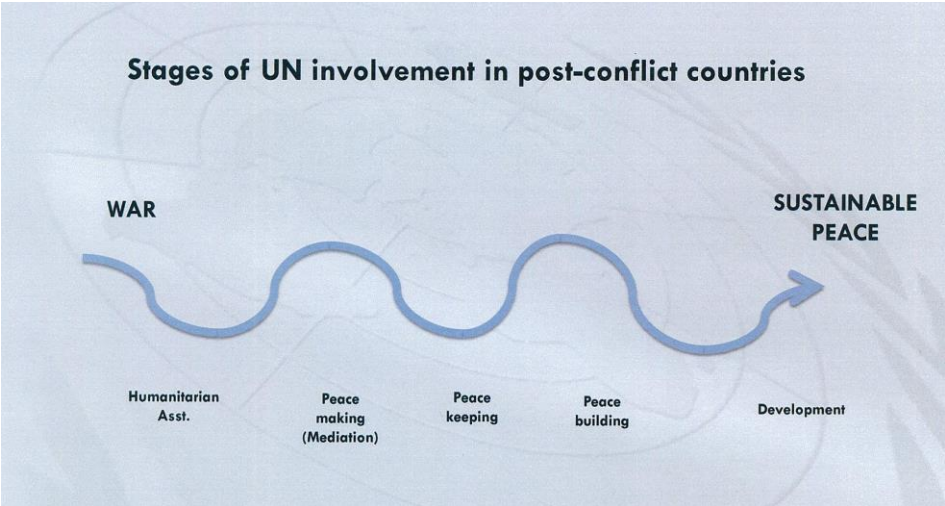 Stages of UN involvement in post-conflict countries
WAR
SUSTAINABLE
PEACE
Humanitarian
Asst.
Peace
making
(Mediation)
Peace
keeping
Peace
building
Development